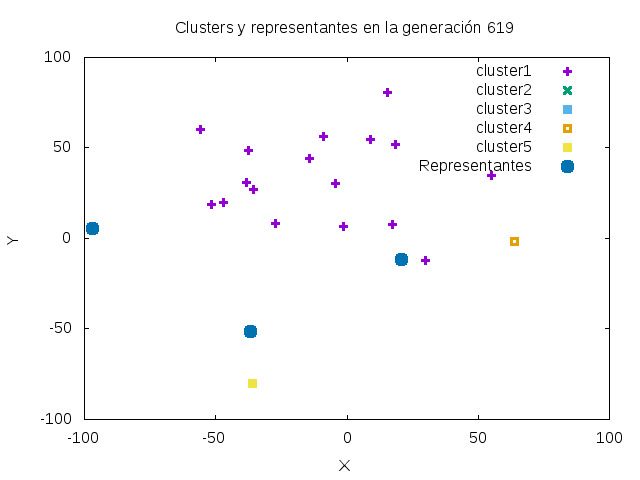 Clusters y representantes en la generación 619
cluster1
cluster2
cluster3
cluster4
cluster5
Representantes
100
50
0
-50
-100
Y
-100
-50
0
50
100
X